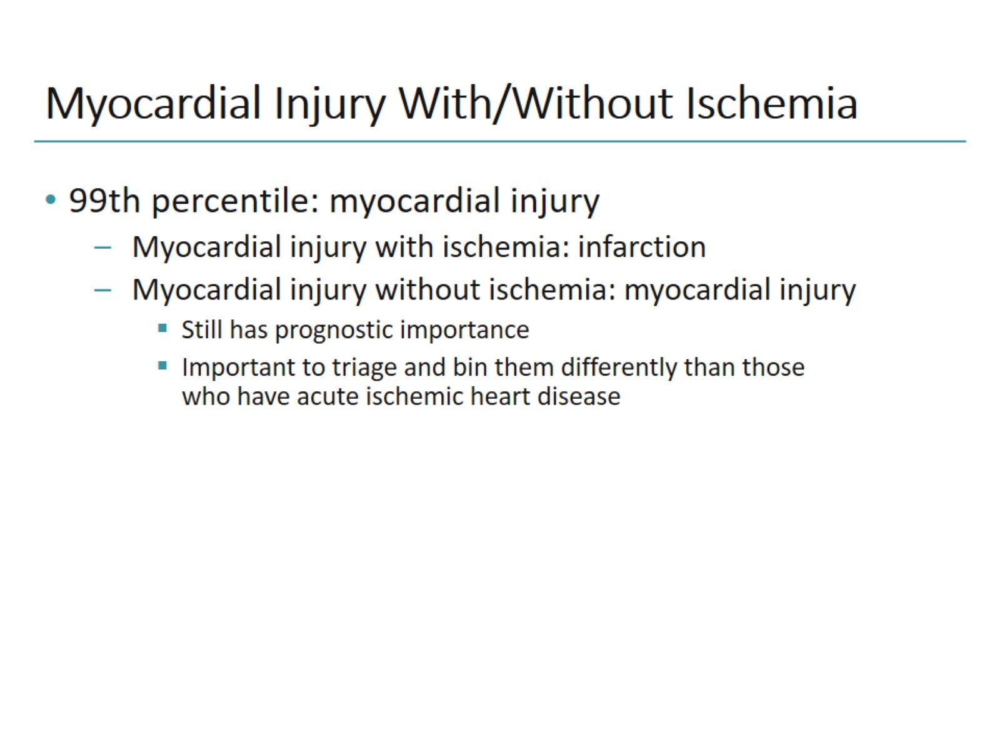 Myocardial Injury With/Without Ischemia
• 99th percentile: myocardial injury
– Myocardial injury with ischemia: infarction
– Myocardial injury without ischemia: myocardial injury
▪ Still has prognostic importance
▪ Important to triage and bin them differently than those
who have acute ischemic heart disease